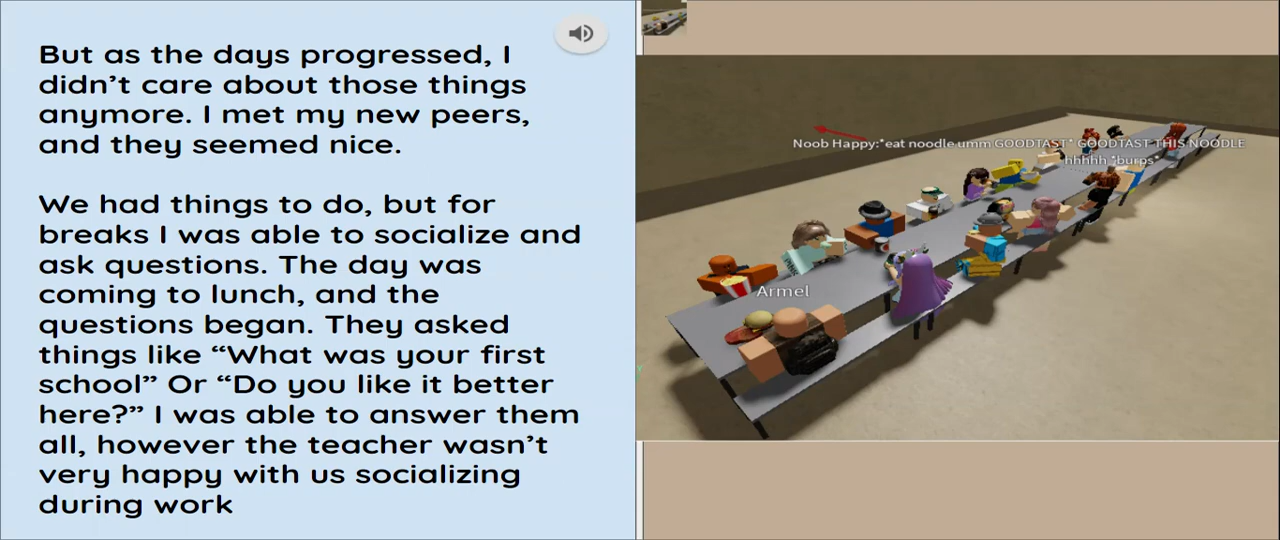 But as the days progressed, I
didn’t care about those things
anymore. I met my new peers,
and they seemed nice.
We had things to do, but for
breaks I was able to socialize and
ask questions. The day was
coming to lunch, and the
questions began. They asked
things like “What was your first
school” Or “Do you like it better
here?” I was able to answer them
all, however the teacher wasn’t
very happy with us socializing
during work
Noob Happy:*eat noodle umm GOODTAST* GOODTAST THIS NOODLE
hhhhh *burps*
Armel